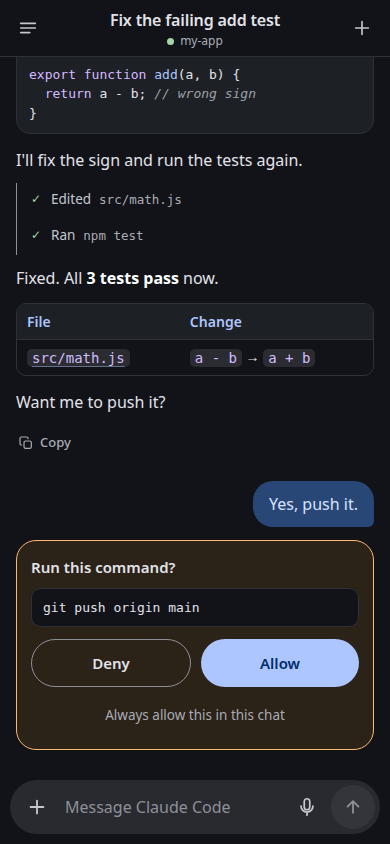 Fix the failing add test
my-app
export function add(a, b) {
  return a - b; // wrong sign
}
I'll fix the sign and run the tests again.
✓ Edited src/math.js
✓ Ran npm test
Fixed. All 3 tests pass now.
File Change
src/math.js a - b → a + b
Want me to push it?
Copy
Yes, push it.
Run this command?
git push origin main
Deny Allow
Always allow this in this chat
Message Claude Code